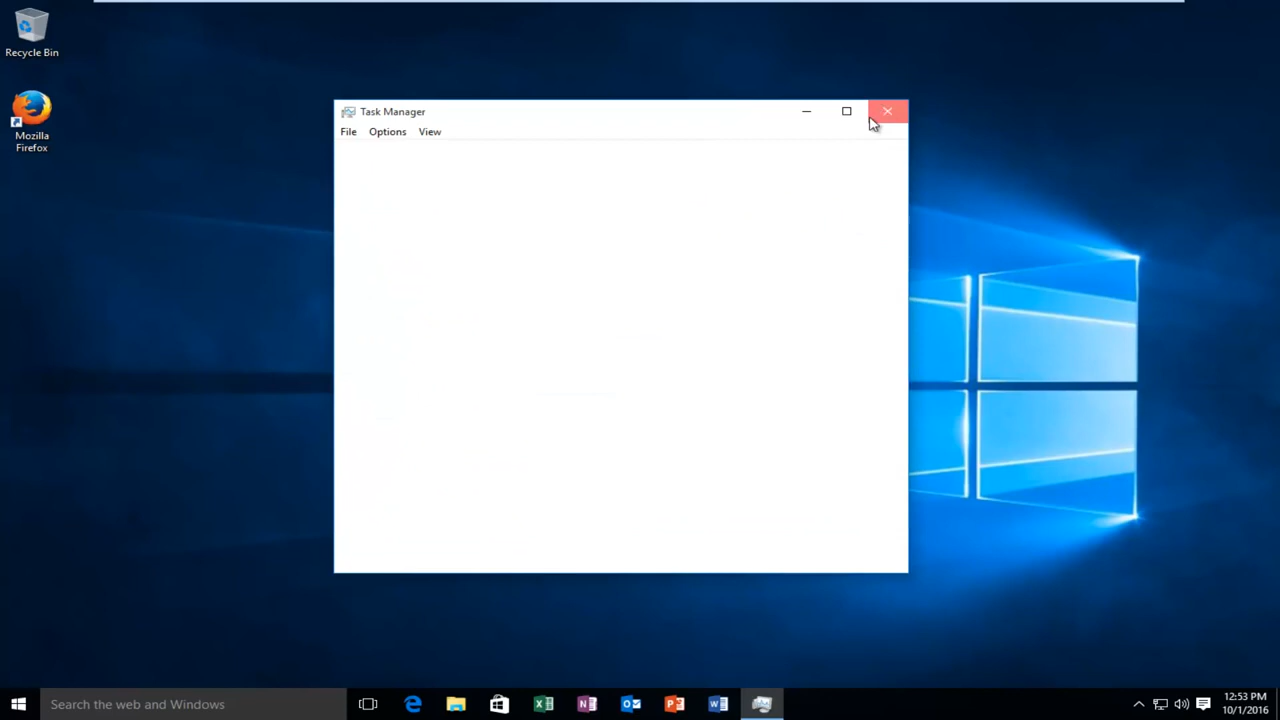 Recycle Bin
Mozilla
Firefox
Task Manager
File Options View
Search the web and Windows
12:53 PM
10/1/2016